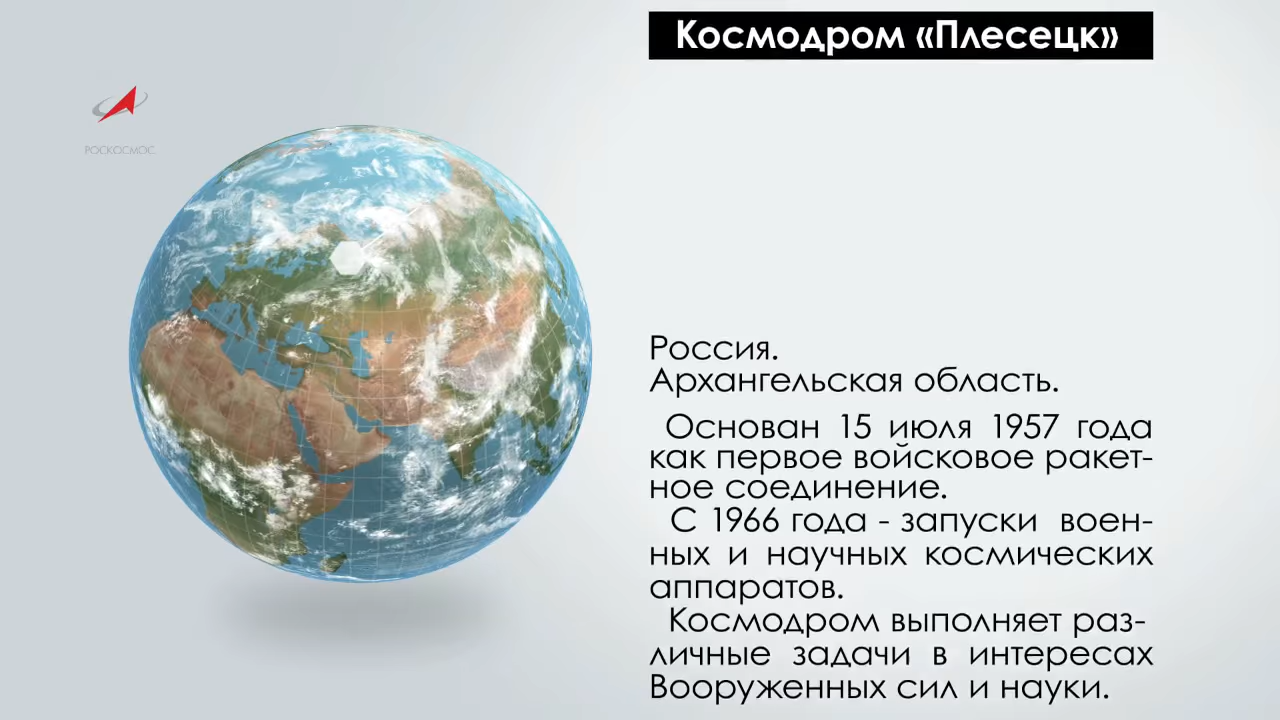 Космодром «Плесецк»
РОСКОСМОС
Россия.
Архангельская область.
Основан 15 июля 1957 года
как первое войсковое ракет-
ное соединение.
С 1966 года - запуски воен-
ных и научных космических
аппаратов.
Космодром выполняет раз-
личные задачи в интересах
Вооруженных сил и науки.